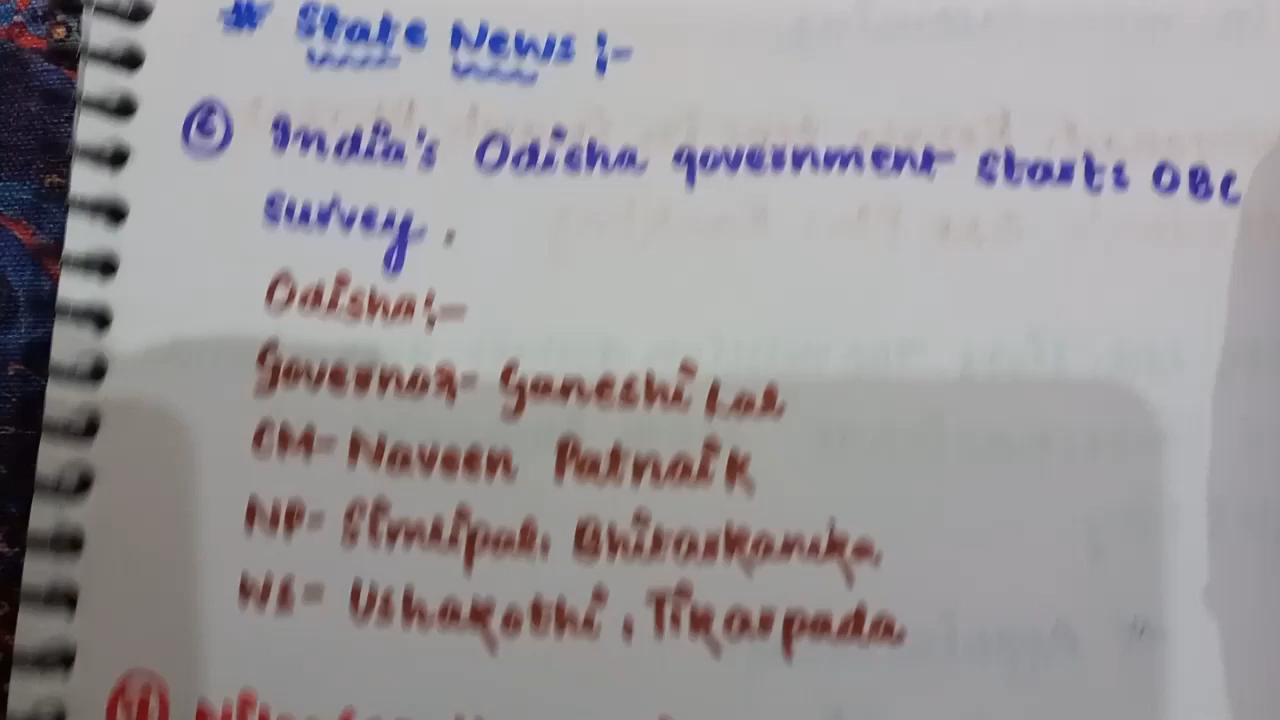 # State News :-
6 India's Odisha government starts OBC
survey.
Odisha :-
Governor- Ganeshi Lal
CM- Naveen Patnaik
NP- Simlipal, Bhitarkanika
WS- Ushakothi, Tikarpada